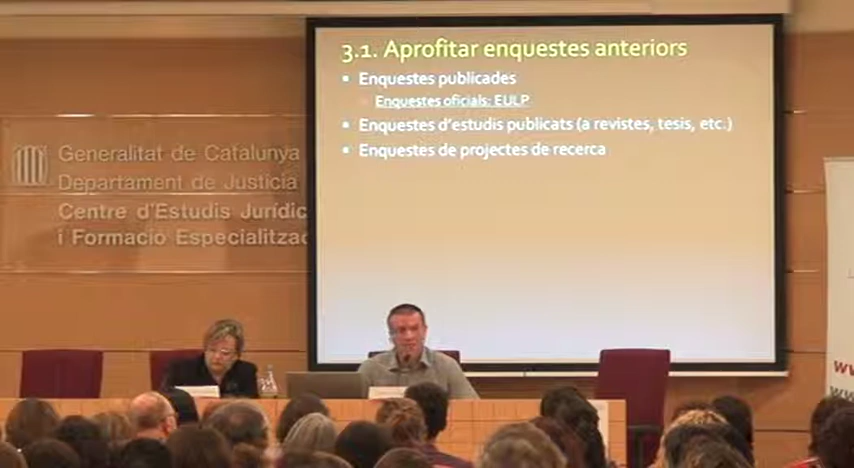 3.1. Aprofitar enquestes anteriors
Enquestes publicades
Enquestes oficials: EULP
Enquestes d'estudis publicats (a revistes, tesis, etc.)
Enquestes de projectes de recerca
Generalitat de Catalunya
Departament de Justícia
Centre d'Estudis Jurídic
i Formació Especialitzac